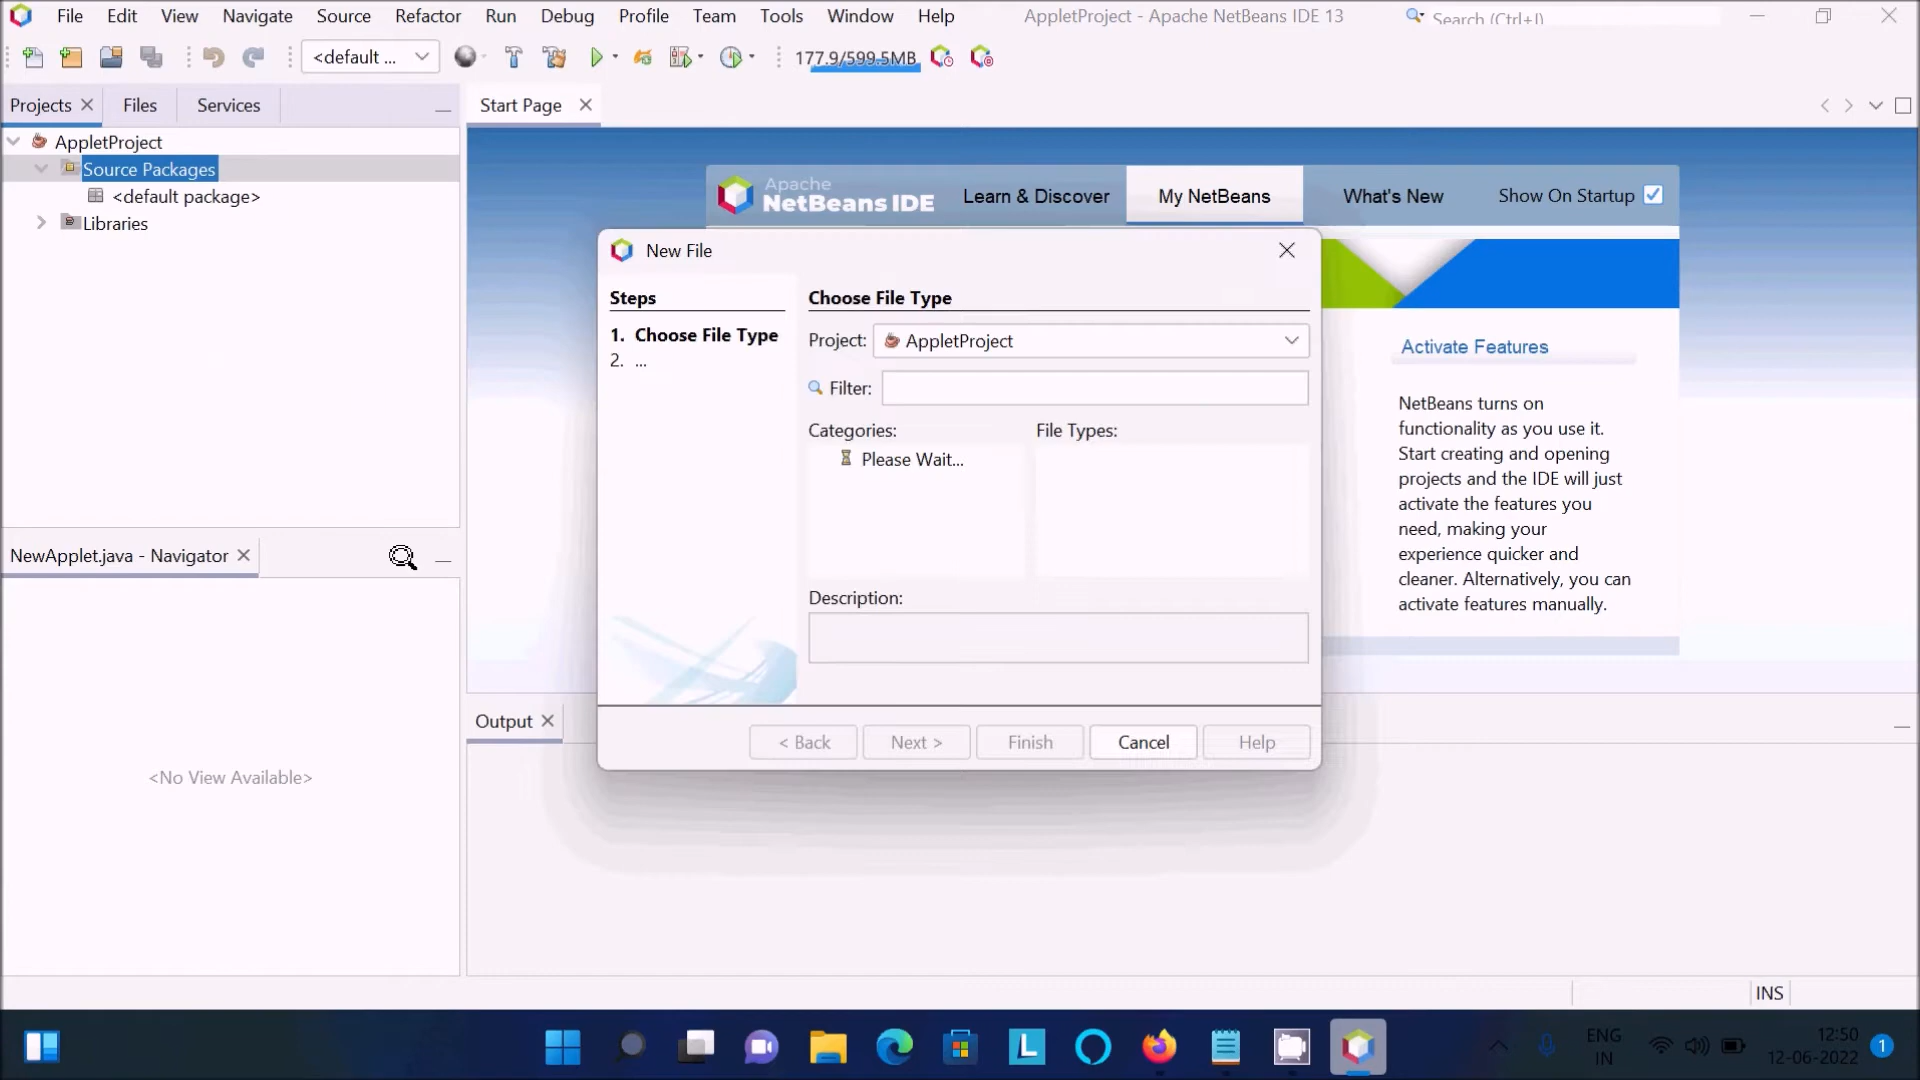 File Edit View Navigate Source Refactor Run Debug Profile Team Tools Window Help AppletProject - Apache NetBeans IDE 13 Search (Ctrl+I)
<default ... 177.9/599.5MB
Projects Files Services Start Page
AppletProject
Source Packages
<default package>
Libraries
Apache
NetBeans IDE
Learn & Discover My NetBeans What's New Show On Startup
New File
Steps
1. Choose File Type
2. ...
Choose File Type
Project: AppletProject
Filter:
Categories: File Types:
Please Wait...
Description:
< Back Next > Finish Cancel Help
Activate Features
NetBeans turns on
functionality as you use it.
Start creating and opening
projects and the IDE will just
activate the features you
need, making your
experience quicker and
cleaner. Alternatively, you can
activate features manually.
NewApplet.java - Navigator
<No View Available>
Output
INS
L
ENG
IN
12:50
12-06-2022
1